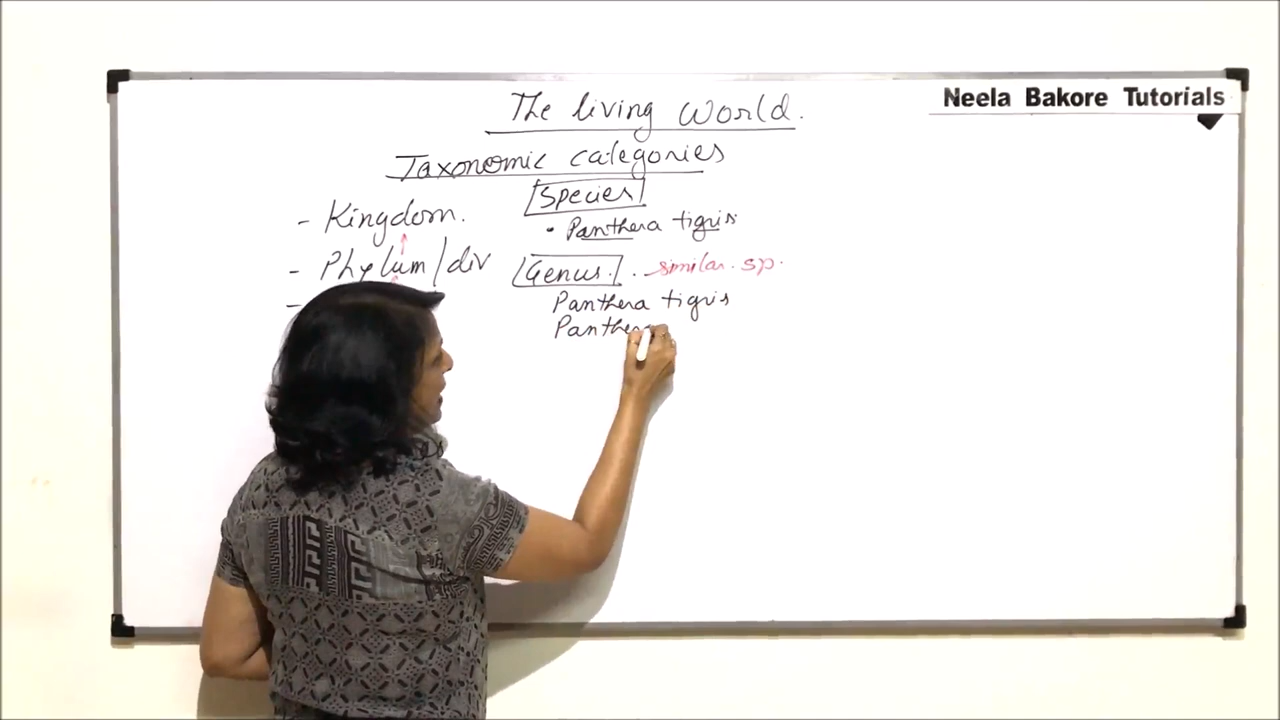 Neela Bakore Tutorials
The living World.
Taxonomic categories
- Kingdom.
- Phylum/div
-
Species
• Panthera tigris
Genus. . similar. sp.
Panthera tigris
Panthera